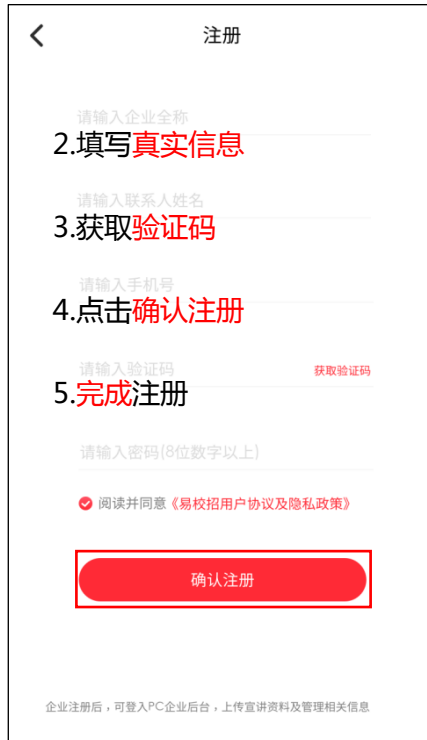 注册
请输入企业全称
2.填写真实信息
请输入联系人姓名
3.获取验证码
请输入手机号
4.点击确认注册
请输入验证码 获取验证码
5.完成注册
请输入密码(8位数字以上)
阅读并同意《易校招用户协议及隐私政策》
确认注册
企业注册后，可登入PC企业后台，上传宣讲资料及管理相关信息